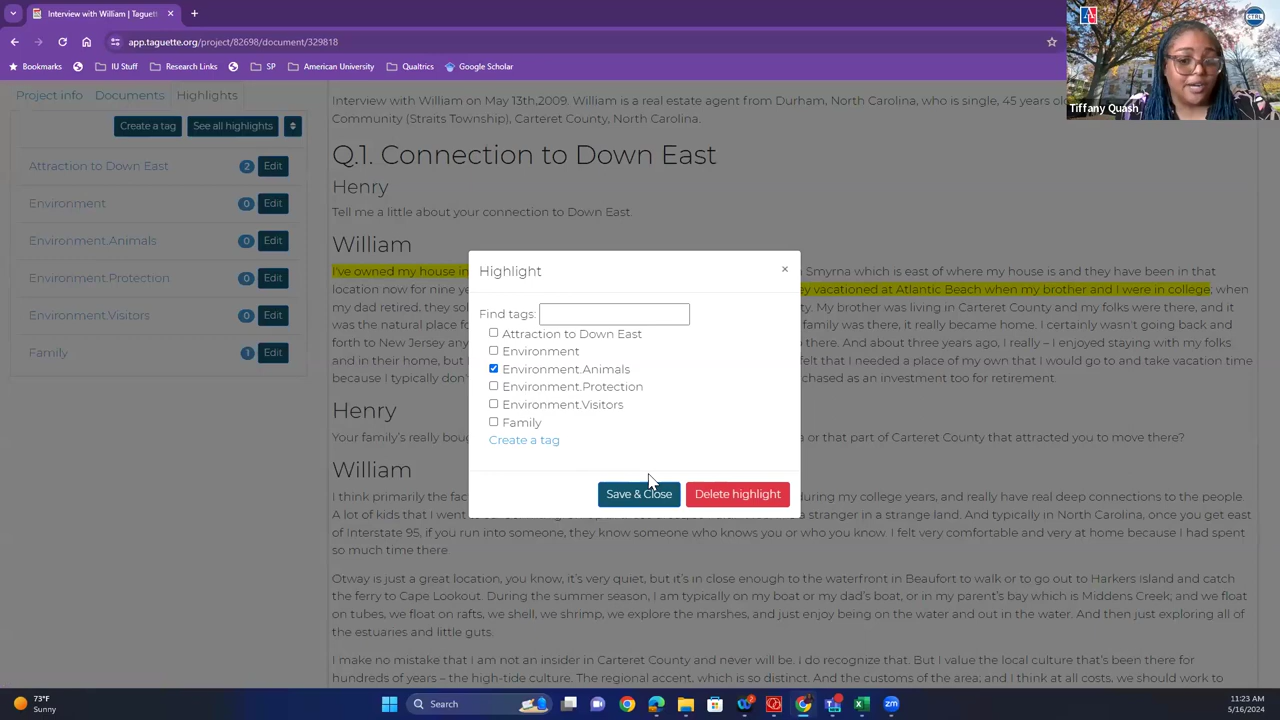 Interview with William | Taguett
app.taguette.org/project/82698/document/329818
Bookmarks
IU Stuff
Research Links
SP
American University
Qualtrics
Google Scholar
CTRL
Tiffany Quash
Project info
Documents
Highlights
Create a tag
See all highlights
Attraction to Down East
2
Edit
Environment
0
Edit
Environment.Animals
0
Edit
Environment.Protection
0
Edit
Environment.Visitors
0
Edit
Family
1
Edit
Interview with William on May 13th,2009. William is a real estate agent from Durham, North Carolina, who is single, 45 years
Commons (Straits Township), Carteret County, North Carolina.
Q.1. Connection to Down East
Henry
Tell me a little about your connection to Down East.
William
I've owned my house in Smyrna which is east of where my house is and they have been in that
location now for nine ye y vacationed at Atlantic Beach when my brother and I were in college, when
my dad retired, they sol ty. My brother was living in Carteret County and my folks were there, and it
was the natural place fo family was there, it really became home. I certainly wasn't going back and
forth to New Jersey any And about three years ago, I really – I enjoyed staying with my folks
and in their home, but I felt that I needed a place of my own that I would go to and take vacation time
because I typically don' chased as an investment too for retirement.
Henry
Your family's really bou a or that part of Carteret County that attracted you to move there?
William
I think primarily the fac during my college years, and really have real deep connections to the people.
A lot of kids that I went a stranger in a strange land. And typically in North Carolina, once you get east
of Interstate 95, if you run into someone, they know someone who knows you or who you know. I felt very comfortable and very at home because I had spent
so much time there
Otway is just a great location, you know, it's very quiet, but it's in close enough to the waterfront in Beaufort to walk or to go out to Harkers Island and catch
the ferry to Cape Lookout. During the summer season, I am typically on my boat or my dad's boat, or in my parent's bay which is Middens Creek; and we float
on tubes, we float on rafts, we shell, we shrimp, we explore the marshes, and just enjoy being on the water and out in the water. And then just exploring all of
the estuaries and little guts.
I make no mistake that I am not an insider in Carteret County and never will be. I do recognize that. But I value the local culture that's been there for
hundreds of years – the high-tide culture. The regional accent, which is so distinct. And the customs of the area; and I think at all costs, we should work to
Highlight
×
Find tags:
Attraction to Down East
Environment
Environment.Animals
Environment.Protection
Environment.Visitors
Family
Create a tag
Save & Close
Delete highlight
73°F
Sunny
Search
11:23 AM
5/16/2024